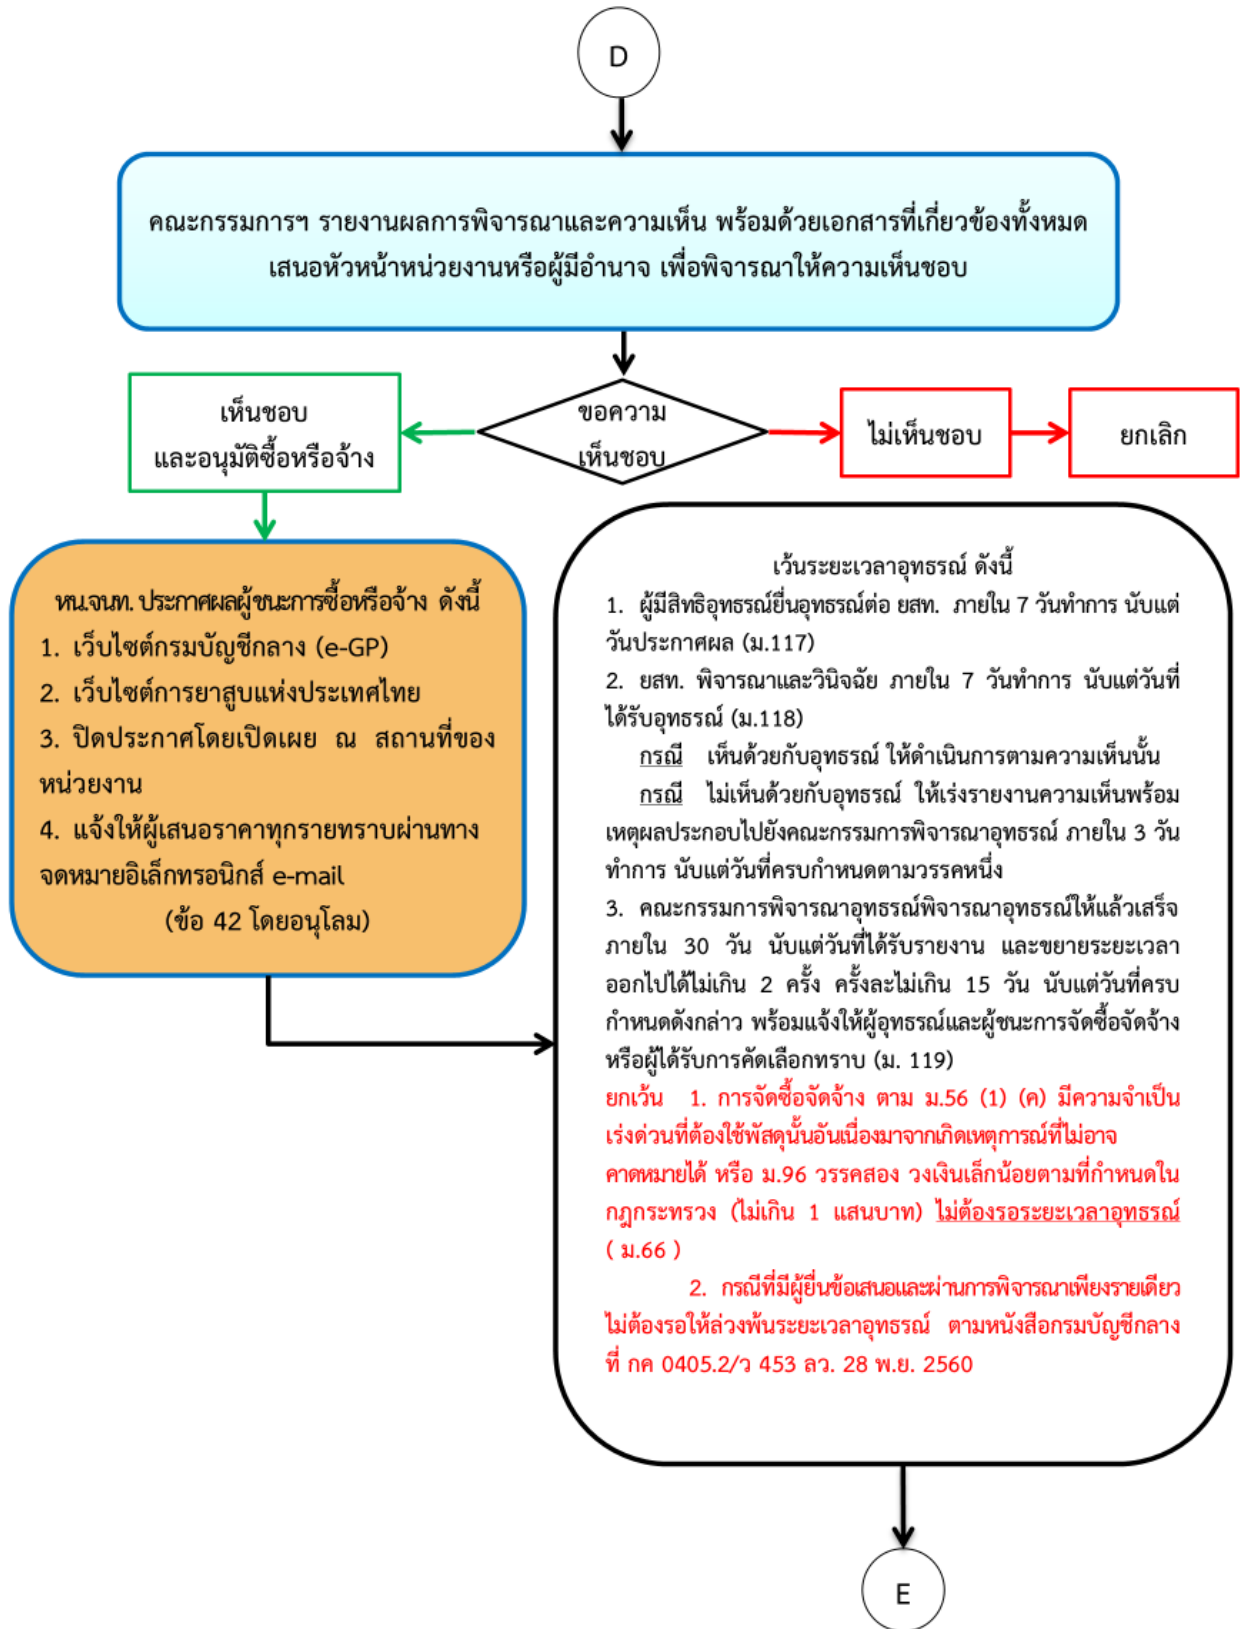 D
คณะกรรมการฯ รายงานผลการพิจารณาและความเห็น พร้อมด้วยเอกสารที่เกี่ยวข้องทั้งหมด
เสนอหัวหน้าหน่วยงานหรือผู้มีอำนาจ เพื่อพิจารณาให้ความเห็นชอบ
ขอความ
เห็นชอบ
เห็นชอบ
และอนุมัติซื้อหรือจ้าง
ไม่เห็นชอบ
ยกเลิก
หน.จนท. ประกาศผลผู้ชนะการซื้อหรือจ้าง ดังนี้
1. เว็บไซต์กรมบัญชีกลาง (e-GP)
2. เว็บไซต์การยาสูบแห่งประเทศไทย
3. ปิดประกาศโดยเปิดเผย ณ สถานที่ของ
หน่วยงาน
4. แจ้งให้ผู้เสนอราคาทุกรายทราบผ่านทาง
จดหมายอิเล็กทรอนิกส์ e-mail
(ข้อ 42 โดยอนุโลม)
เว้นระยะเวลาอุทธรณ์ ดังนี้
1. ผู้มีสิทธิอุทธรณ์ยื่นอุทธรณ์ต่อ ยสท. ภายใน 7 วันทำการ นับแต่
วันประกาศผล (ม.117)
2. ยสท. พิจารณาและวินิจฉัย ภายใน 7 วันทำการ นับแต่วันที่
ได้รับอุทธรณ์ (ม.118)
กรณี เห็นด้วยกับอุทธรณ์ ให้ดำเนินการตามความเห็นนั้น
กรณี ไม่เห็นด้วยกับอุทธรณ์ ให้เร่งรายงานความเห็นพร้อม
เหตุผลประกอบไปยังคณะกรรมการพิจารณาอุทธรณ์ ภายใน 3 วัน
ทำการ นับแต่วันที่ครบกำหนดตามวรรคหนึ่ง
3. คณะกรรมการพิจารณาอุทธรณ์พิจารณาอุทธรณ์ให้แล้วเสร็จ
ภายใน 30 วัน นับแต่วันที่ได้รับรายงาน และขยายระยะเวลา
ออกไปได้ไม่เกิน 2 ครั้ง ครั้งละไม่เกิน 15 วัน นับแต่วันที่ครบ
กำหนดดังกล่าว พร้อมแจ้งให้ผู้อุทธรณ์และผู้ชนะการจัดซื้อจัดจ้าง
หรือผู้ได้รับการคัดเลือกทราบ (ม. 119)
ยกเว้น 1. การจัดซื้อจัดจ้าง ตาม ม.56 (1) (ค) มีความจำเป็น
เร่งด่วนที่ต้องใช้พัสดุนั้นอันเนื่องมาจากเกิดเหตุการณ์ที่ไม่อาจ
คาดหมายได้ หรือ ม.96 วรรคสอง วงเงินเล็กน้อยตามที่กำหนดใน
กฎกระทรวง (ไม่เกิน 1 แสนบาท) ไม่ต้องรอระยะเวลาอุทธรณ์
( ม.66 )
2. กรณีที่มีผู้ยื่นข้อเสนอและผ่านการพิจารณาเพียงรายเดียว
ไม่ต้องรอให้ล่วงพ้นระยะเวลาอุทธรณ์ ตามหนังสือกรมบัญชีกลาง
ที่ กค 0405.2/ว 453 ลว. 28 พ.ย. 2560
E